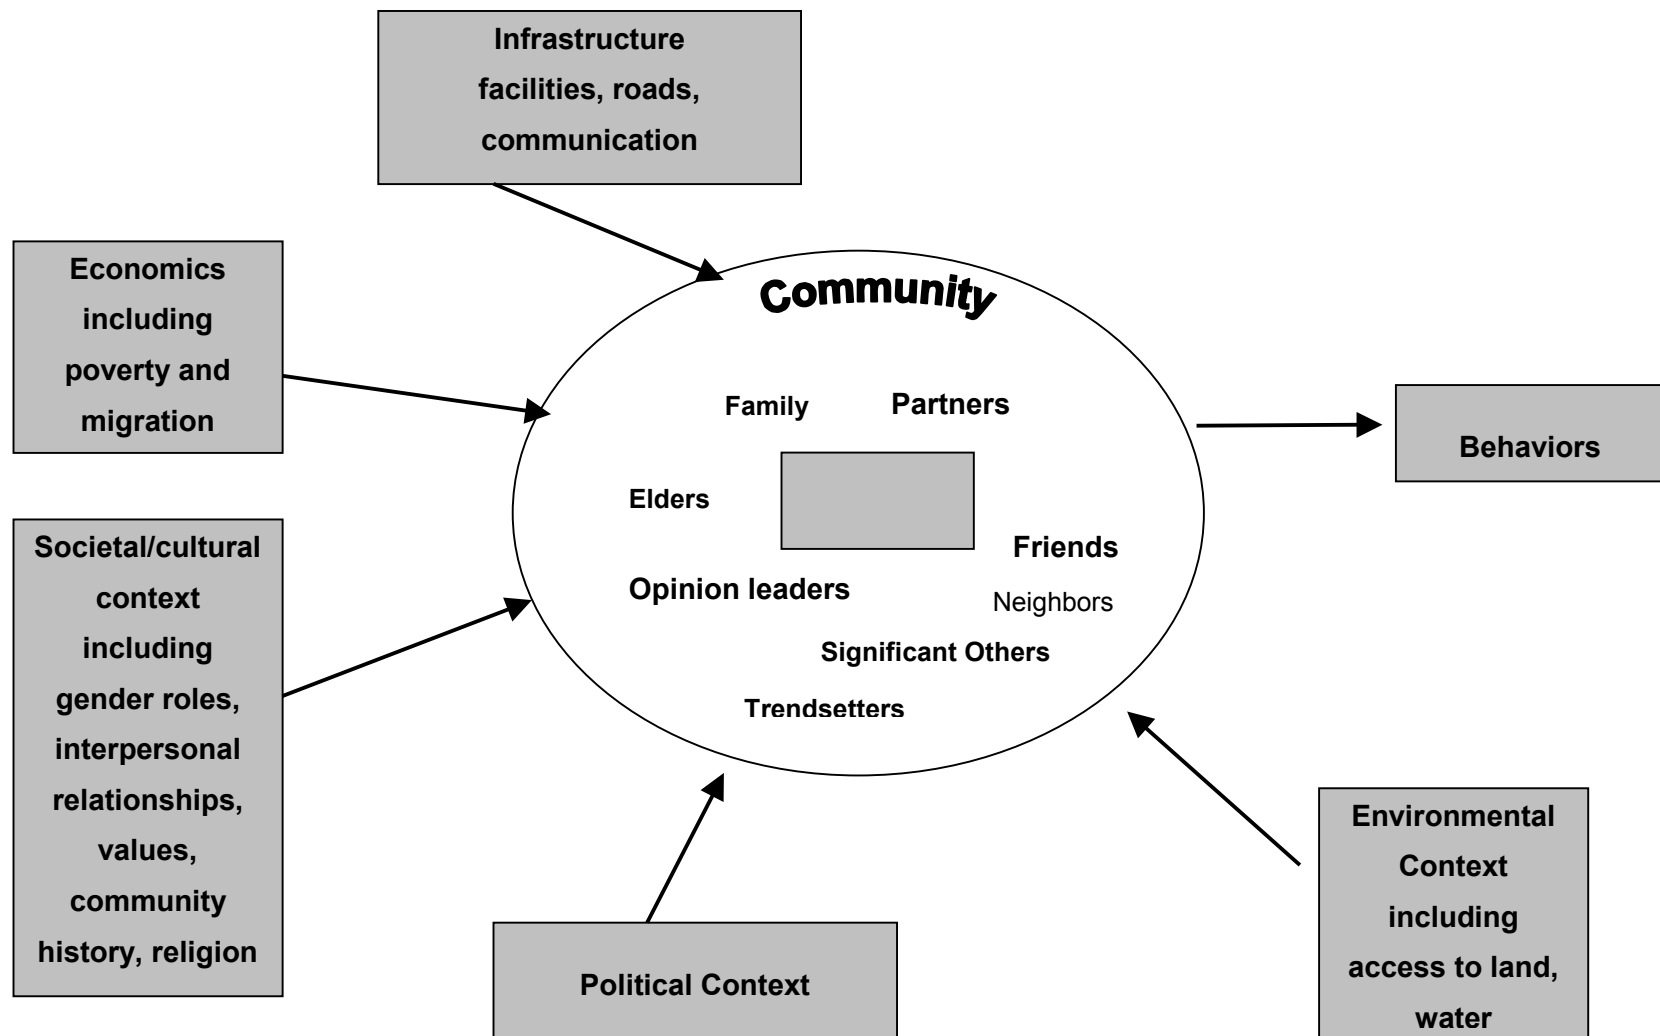 Infrastructure
facilities, roads,
communication
Economics
including
poverty and
migration
Community
Family
Partners
Behaviors
Elders
Societal/cultural
context
including
gender roles,
interpersonal
relationships,
values,
community
history, religion
Friends
Opinion leaders
Neighbors
Significant Others
Trendsetters
Environmental
Context
including
access to land,
water
Political Context